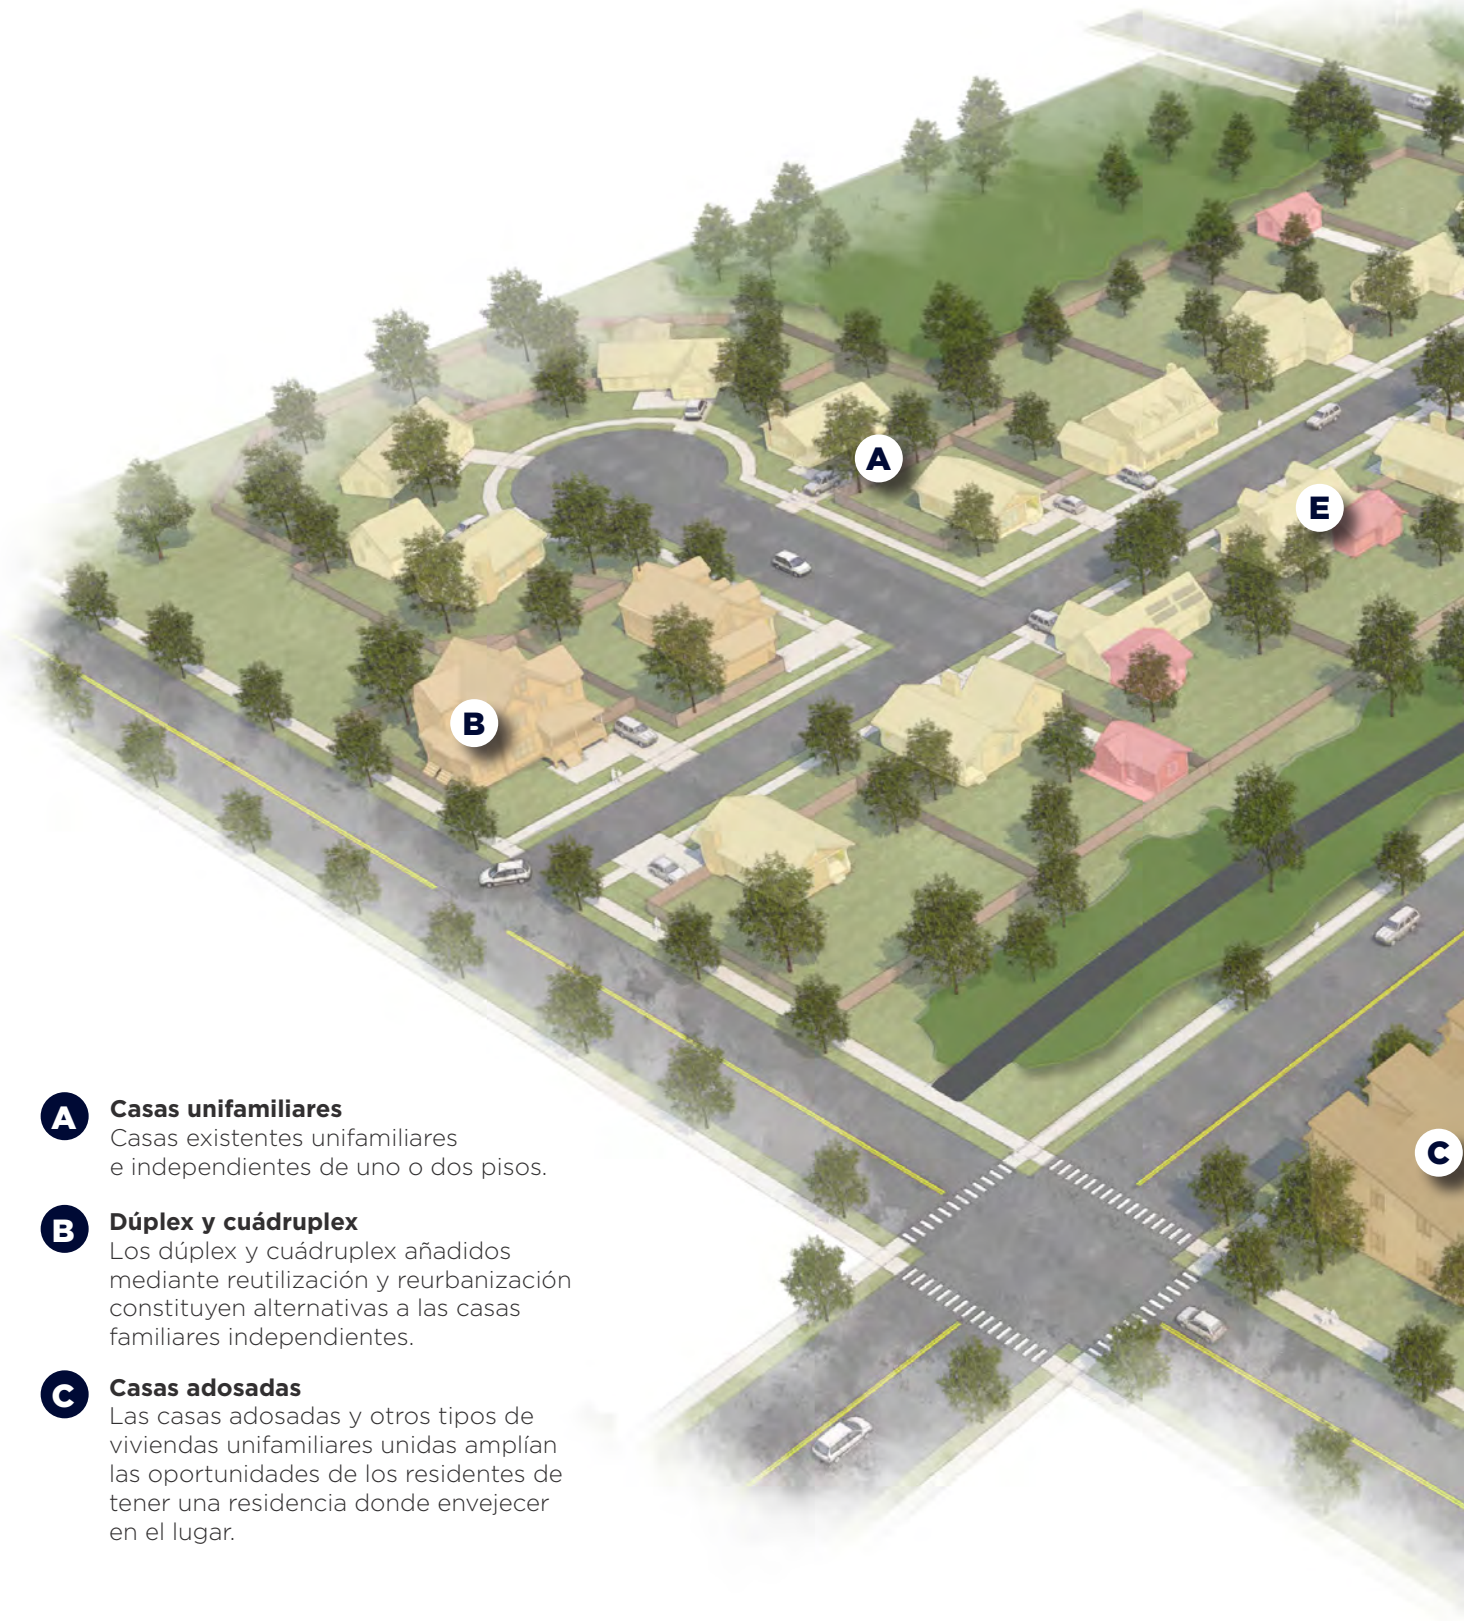 A
E
B
C
A Casas unifamiliares
Casas existentes unifamiliares
e independientes de uno o dos pisos.
B Dúplex y cuádruplex
Los dúplex y cuádruplex añadidos
mediante reutilización y reurbanización
constituyen alternativas a las casas
familiares independientes.
C Casas adosadas
Las casas adosadas y otros tipos de
viviendas unifamiliares unidas amplían
las oportunidades de los residentes de
tener una residencia donde envejecer
en el lugar.